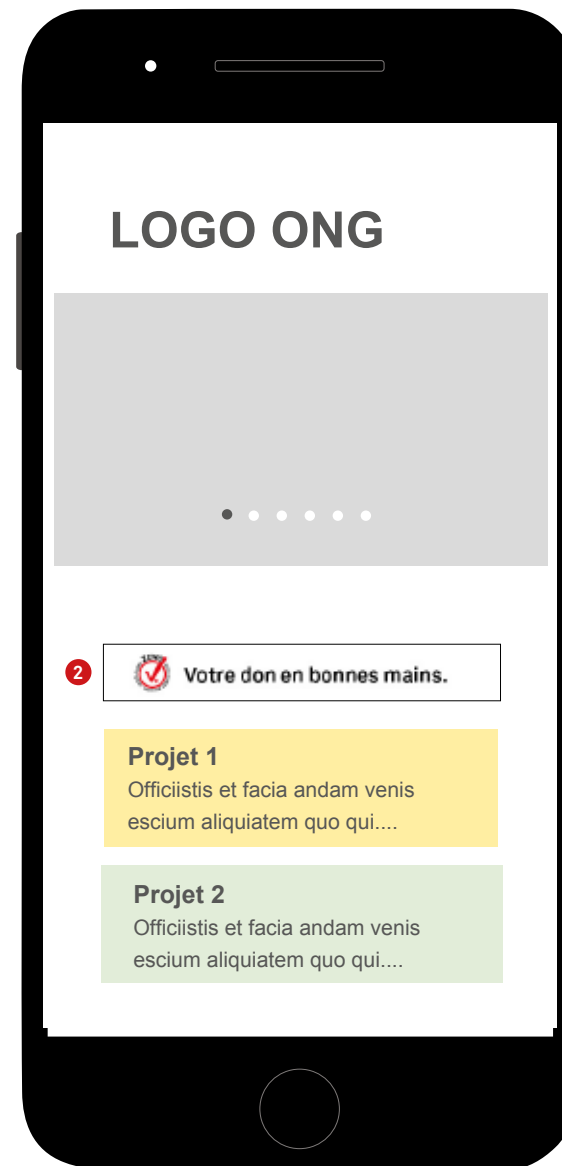 LOGO ONG
2
Votre don en bonnes mains.
Projet 1
Officiistis et facia andam venis
escium aliquiatem quo qui....
Projet 2
Officiistis et facia andam venis
escium aliquiatem quo qui....